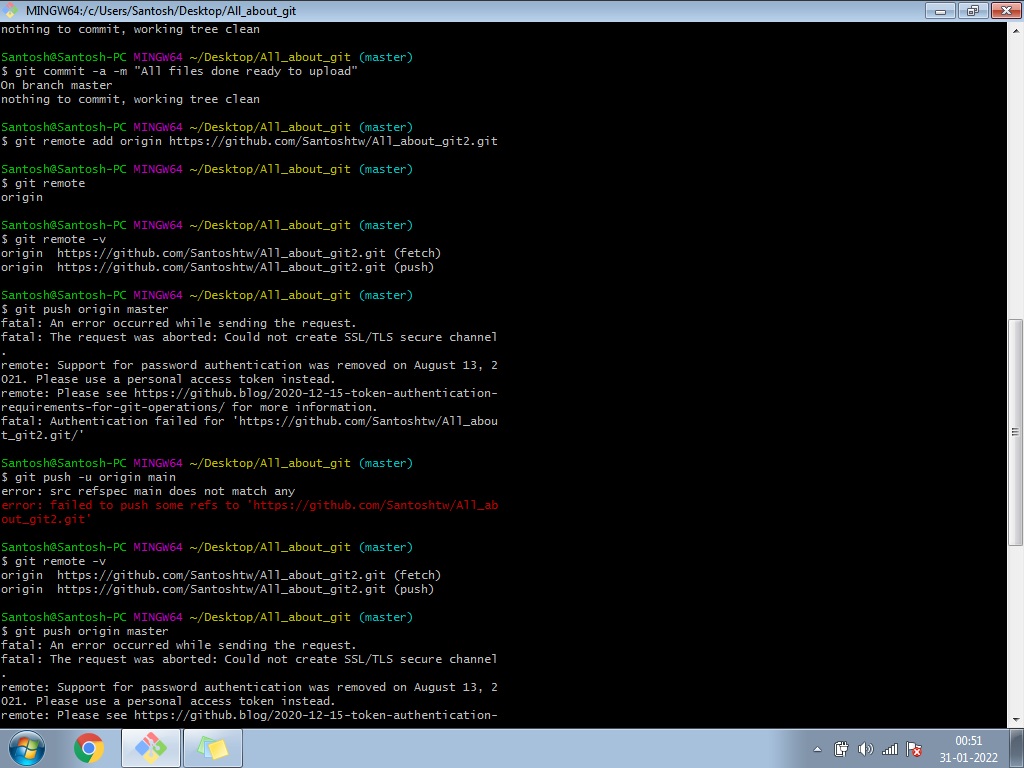 MINGW64:/c/Users/Santosh/Desktop/All_about_git
nothing to commit, working tree clean
Santosh@Santosh-PC MINGW64 ~/Desktop/All_about_git (master)
$ git commit -a -m "All files done ready to upload"
On branch master
nothing to commit, working tree clean
Santosh@Santosh-PC MINGW64 ~/Desktop/All_about_git (master)
$ git remote add origin https://github.com/Santoshtw/All_about_git2.git
Santosh@Santosh-PC MINGW64 ~/Desktop/All_about_git (master)
$ git remote
origin
Santosh@Santosh-PC MINGW64 ~/Desktop/All_about_git (master)
$ git remote -v
origin  https://github.com/Santoshtw/All_about_git2.git (fetch)
origin  https://github.com/Santoshtw/All_about_git2.git (push)
Santosh@Santosh-PC MINGW64 ~/Desktop/All_about_git (master)
$ git push origin master
fatal: An error occurred while sending the request.
fatal: The request was aborted: Could not create SSL/TLS secure channel
.
remote: Support for password authentication was removed on August 13, 2
021. Please use a personal access token instead.
remote: Please see https://github.blog/2020-12-15-token-authentication-
requirements-for-git-operations/ for more information.
fatal: Authentication failed for 'https://github.com/Santoshtw/All_abou
t_git2.git/'
Santosh@Santosh-PC MINGW64 ~/Desktop/All_about_git (master)
$ git push -u origin main
error: src refspec main does not match any
error: failed to push some refs to 'https://github.com/Santoshtw/All_ab
out_git2.git'
Santosh@Santosh-PC MINGW64 ~/Desktop/All_about_git (master)
$ git remote -v
origin  https://github.com/Santoshtw/All_about_git2.git (fetch)
origin  https://github.com/Santoshtw/All_about_git2.git (push)
Santosh@Santosh-PC MINGW64 ~/Desktop/All_about_git (master)
$ git push origin master
fatal: An error occurred while sending the request.
fatal: The request was aborted: Could not create SSL/TLS secure channel
.
remote: Support for password authentication was removed on August 13, 2
021. Please use a personal access token instead.
remote: Please see https://github.blog/2020-12-15-token-authentication-
00:51
31-01-2022